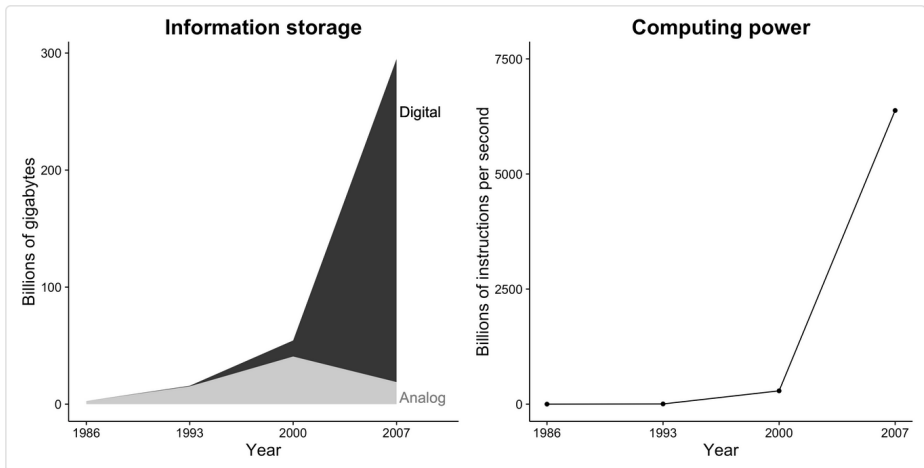 Information storage
Billions of gigabytes
300
200
100
0
Digital
Analog
1986
1993
2000
2007
Year
Computing power
Billions of instructions per second
7500
5000
2500
0
1986
1993
2000
2007
Year